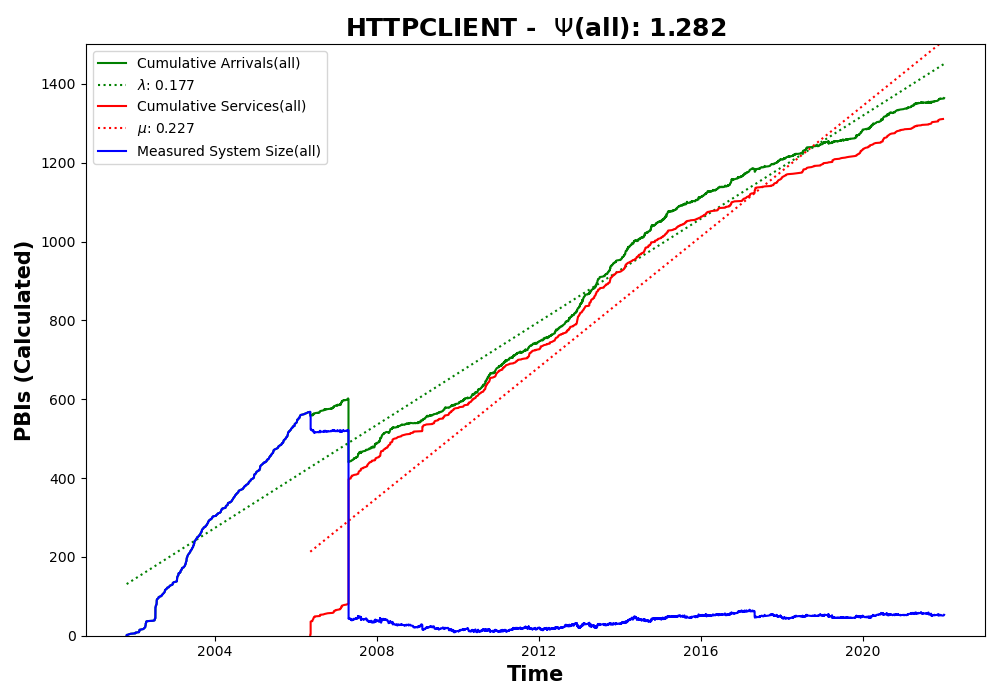 HTTPCLIENT - Ψ(all): 1.282
Cumulative Arrivals(all)
λ: 0.177
Cumulative Services(all)
μ: 0.227
Measured System Size(all)
PBIs (Calculated)
1400
1200
1000
800
600
400
200
0
2004 2008 2012 2016 2020
Time